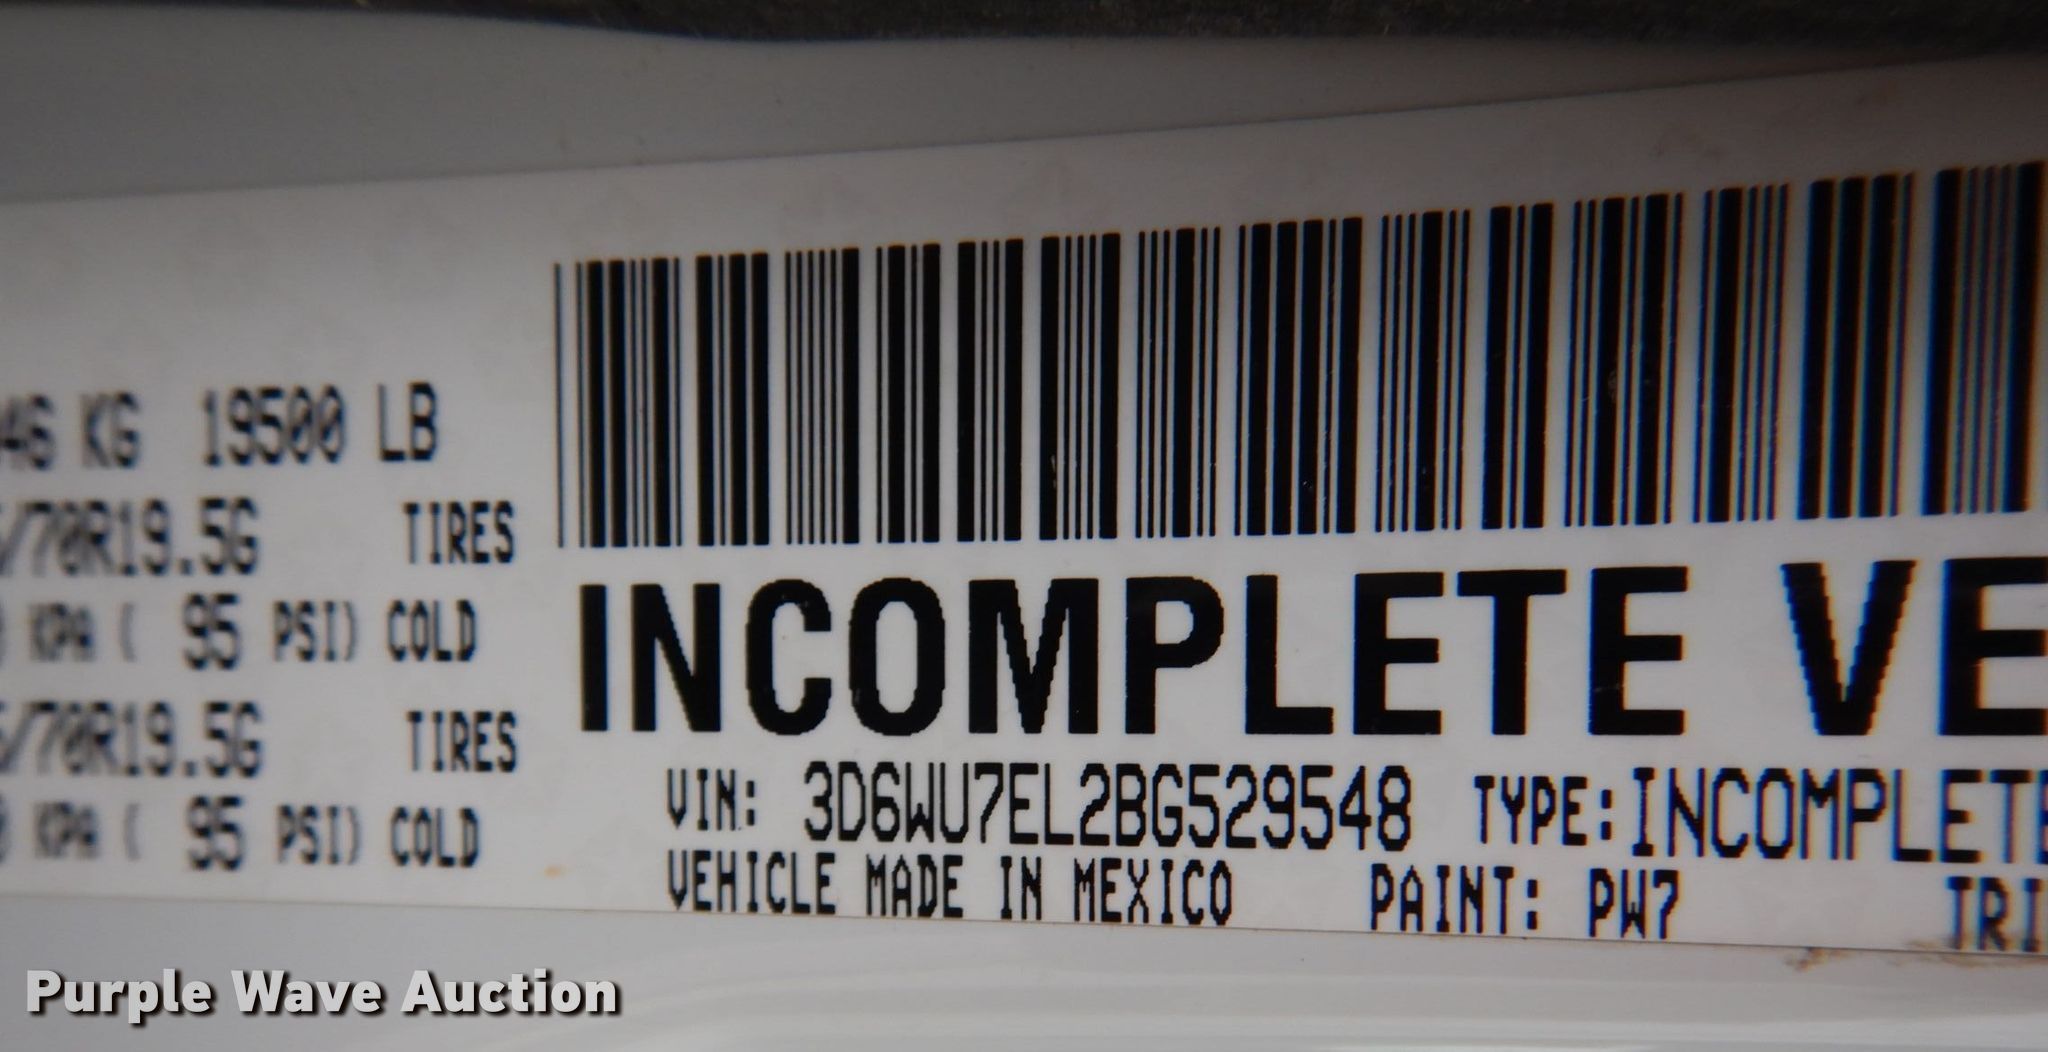 46 KG 19500 LB
/70R19.5G TIRES
KPA ( 95 PSI) COLD
/70R19.5G TIRES
KPA ( 95 PSI) COLD
INCOMPLETE VE
VIN: 3D6WU7EL2BG529548 TYPE: INCOMPLETE
VEHICLE MADE IN MEXICO PAINT: PW7 TRI
Purple Wave Auction